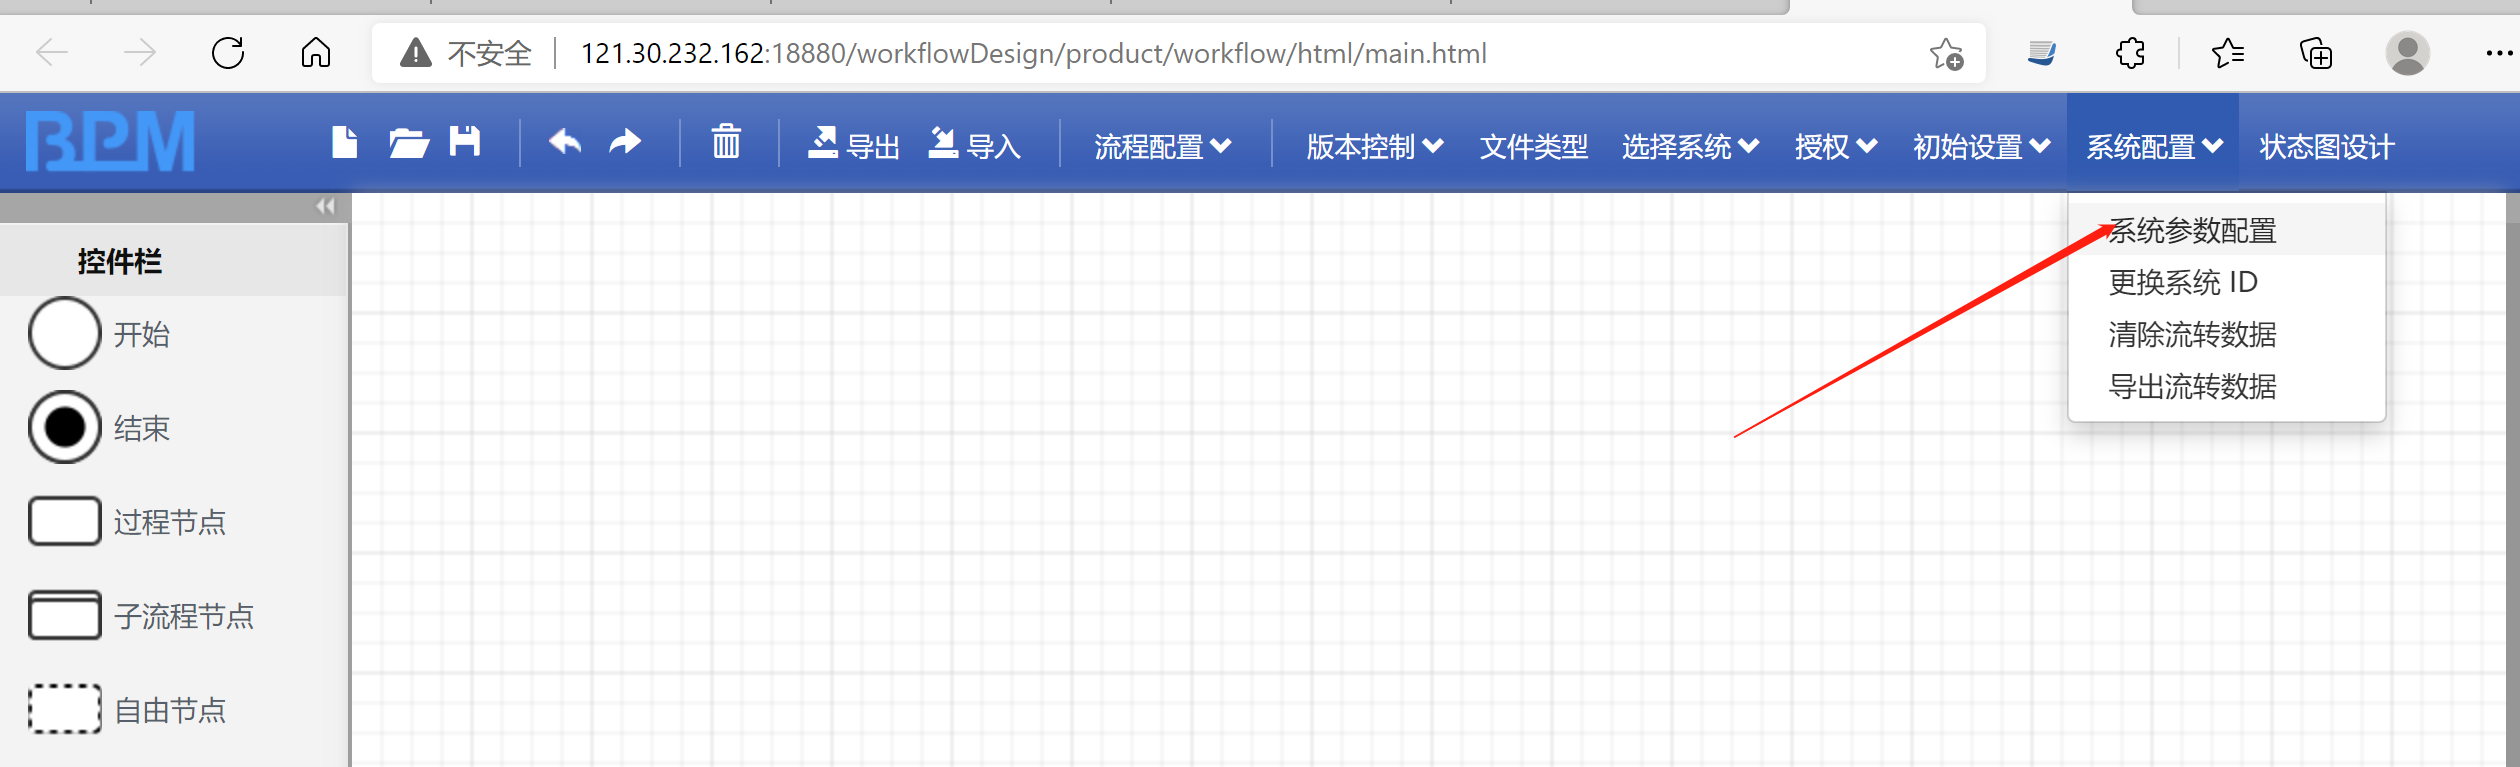 不安全 121.30.232.162:18880/workflowDesign/product/workflow/html/main.html
BPM 导出 导入 流程配置 版本控制 文件类型 选择系统 授权 初始设置 系统配置 状态图设计
系统参数配置
更换系统 ID
清除流转数据
导出流转数据
控件栏
开始
结束
过程节点
子流程节点
自由节点